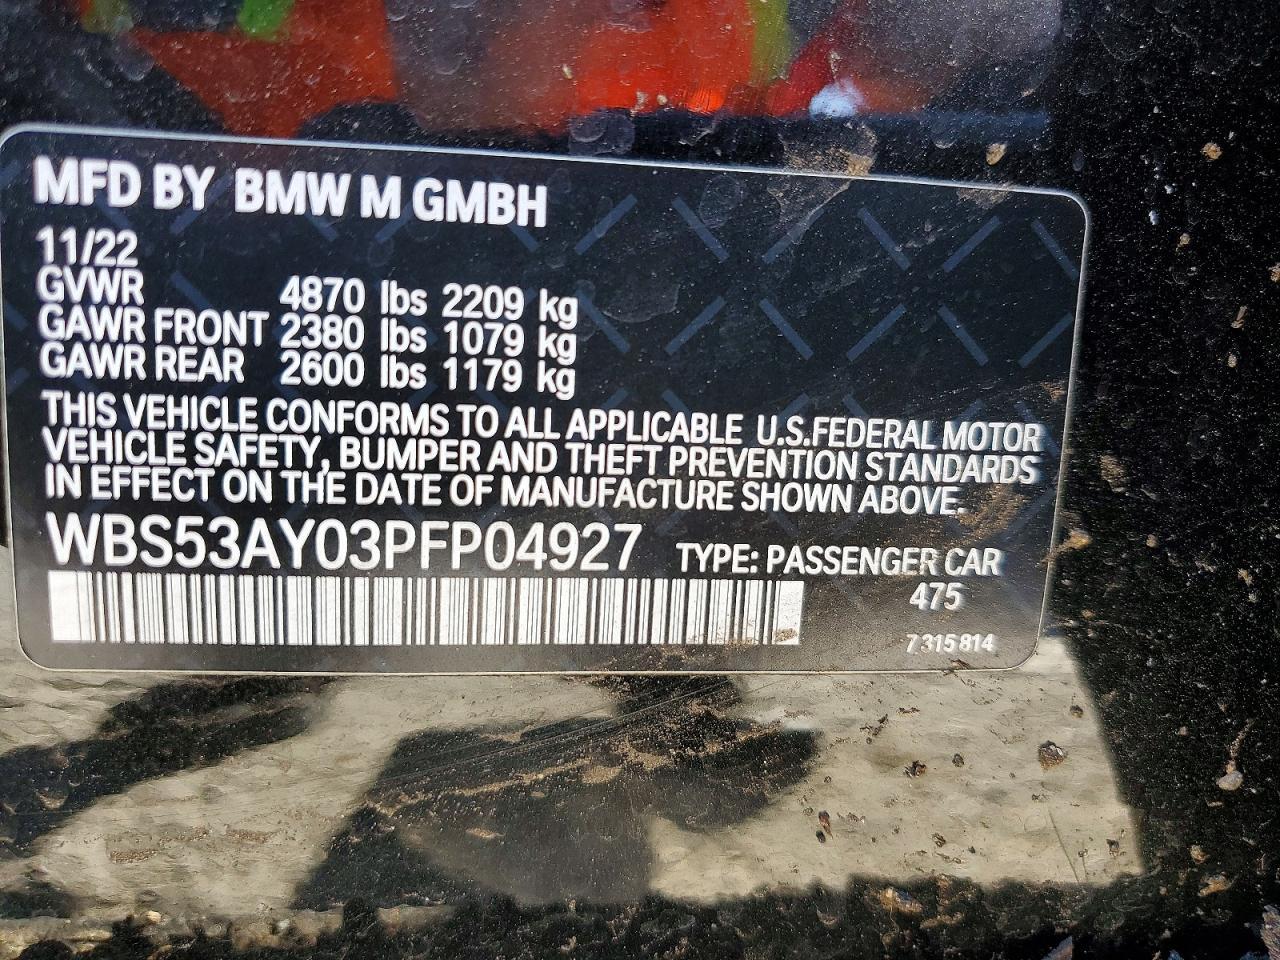 MFD BY BMW M GMBH
11/22
GVWR 4870 lbs 2209 kg
GAWR FRONT 2380 lbs 1079 kg
GAWR REAR 2600 lbs 1179 kg
THIS VEHICLE CONFORMS TO ALL APPLICABLE U.S.FEDERAL MOTOR
VEHICLE SAFETY, BUMPER AND THEFT PREVENTION STANDARDS
IN EFFECT ON THE DATE OF MANUFACTURE SHOWN ABOVE.
WBS53AY03PFP04927 TYPE: PASSENGER CAR
475
7 315 814